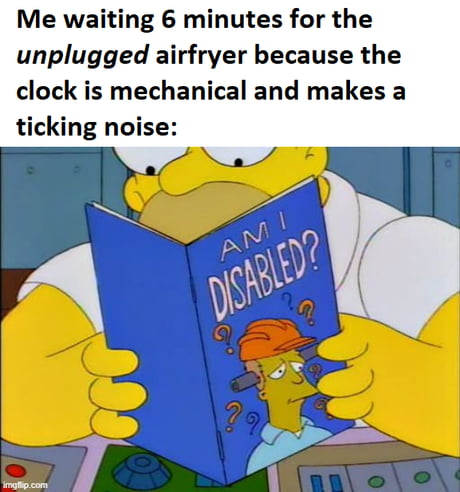 Me waiting 6 minutes for the
unplugged airfryer because the
clock is mechanical and makes a
ticking noise:
AM I
DISABLED?
? ?
?
?
? ? ?
imgflip.com